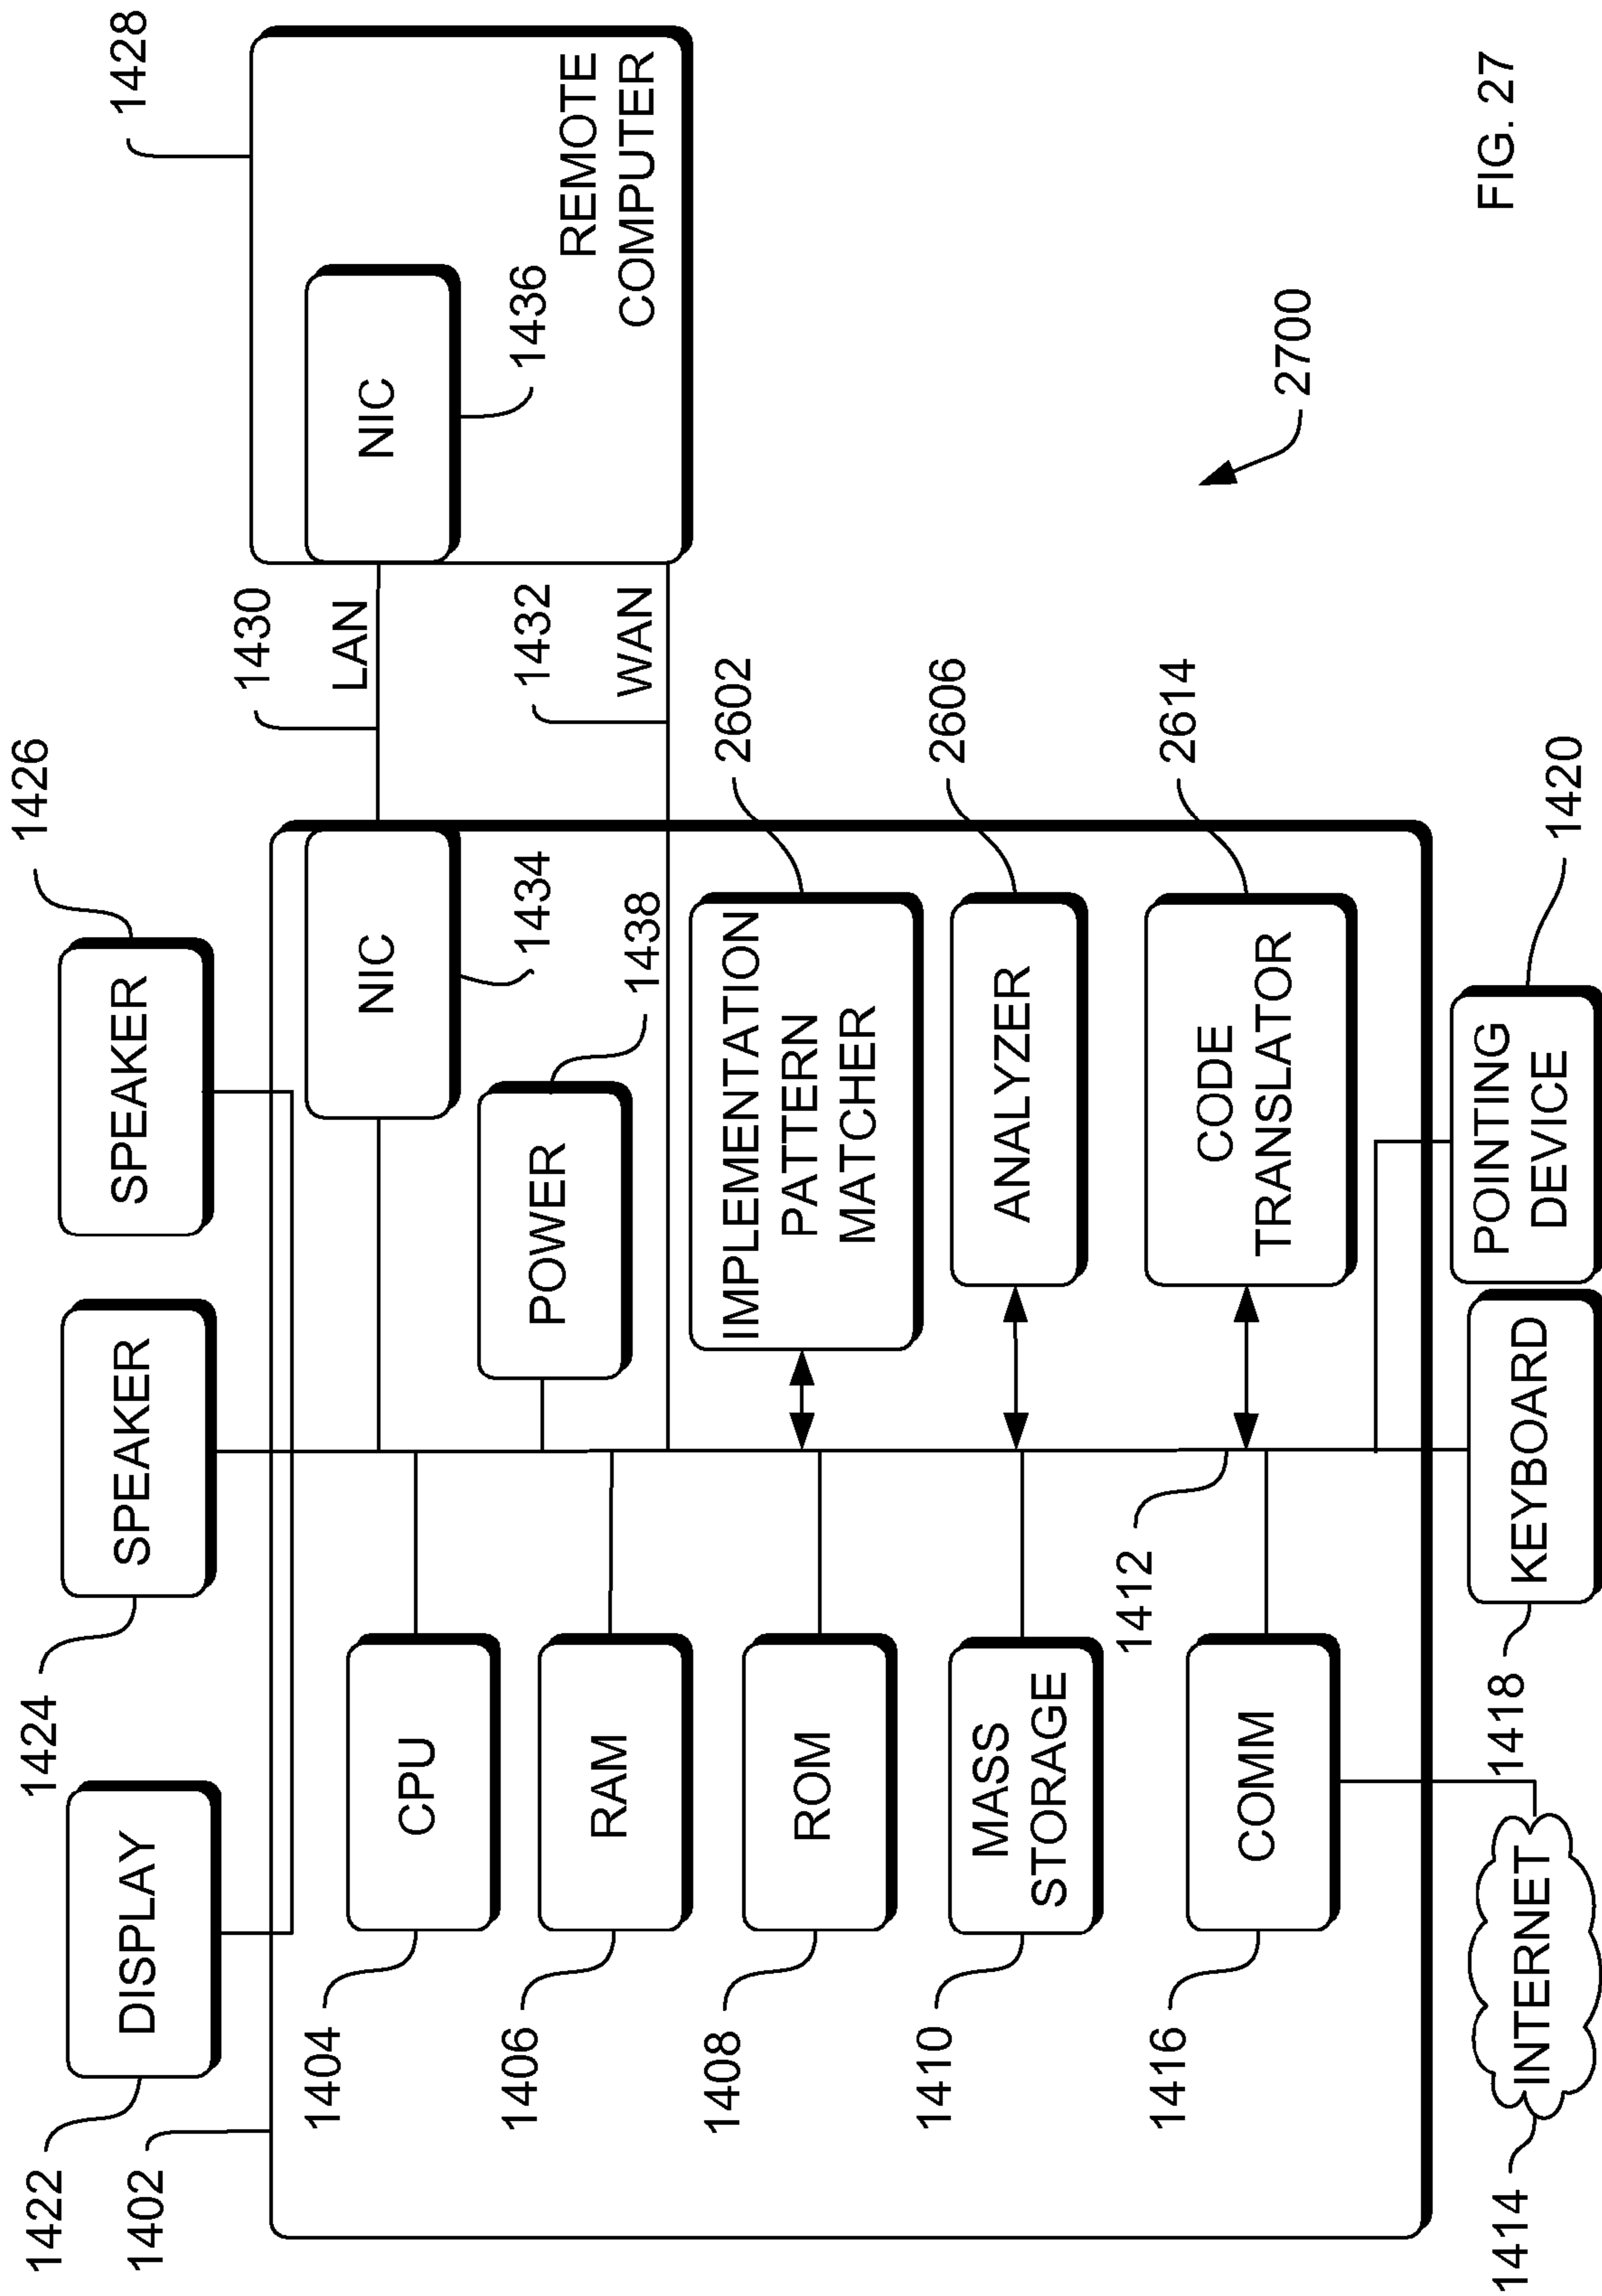 1422
DISPLAY
1424
SPEAKER
SPEAKER
1426
1428
1402
1404
CPU
NIC
1434
1430
LAN
NIC
1436
REMOTE
COMPUTER
1406
RAM
POWER
1438
1432
WAN
1408
ROM
IMPLEMENTATION
PATTERN
MATCHER
2602
1410
MASS
STORAGE
ANALYZER
2606
1412
1416
COMM
CODE
TRANSLATOR
2614
2700
1414
INTERNET
1418
KEYBOARD
POINTING
DEVICE
1420
FIG. 27